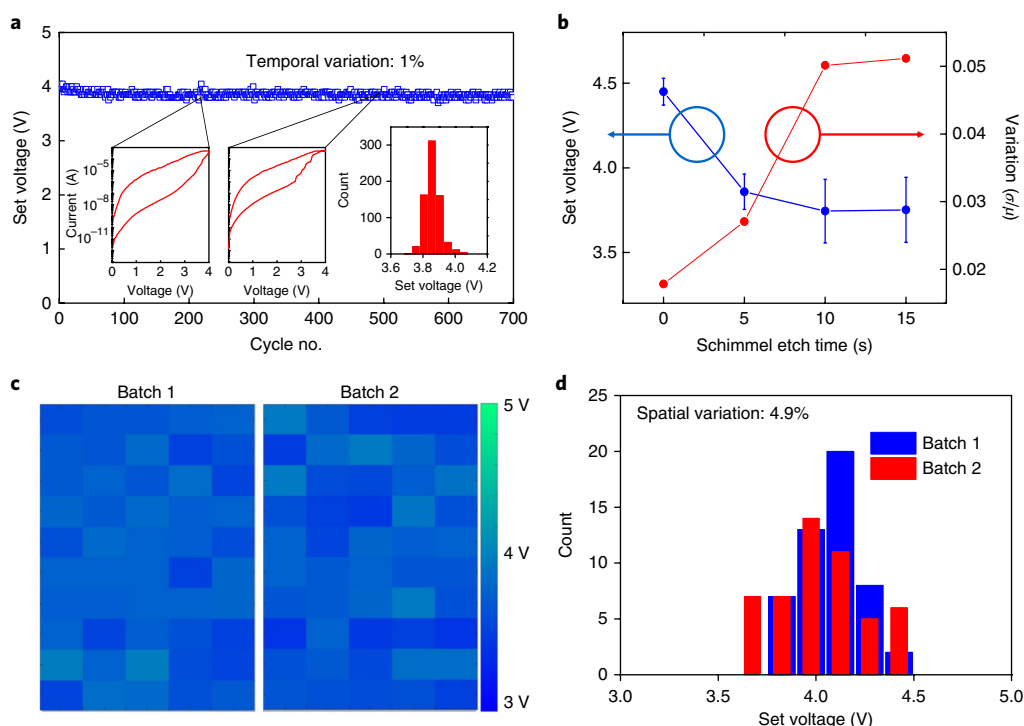 a
Temporal variation: 1%
Set voltage (V)
5
4
3
2
1
0
0 100 200 300 400 500 600 700
Cycle no.
Current (A)
10⁻⁵
10⁻⁸
10⁻¹¹
0 1 2 3 4
Voltage (V)
0 1 2 3 4
Voltage (V)
Count
300
200
100
0
3.6 3.8 4.0 4.2
Set voltage (V)
b
Set voltage (V)
4.5
4.0
3.5
0.05
0.04
0.03
0.02
Variation (σ/μ)
0 5 10 15
Schimmel etch time (s)
c
Batch 1 Batch 2
5 V
4 V
3 V
d
Spatial variation: 4.9%
Batch 1
Batch 2
Count
25
20
15
10
5
0
3.0 3.5 4.0 4.5 5.0
Set voltage (V)